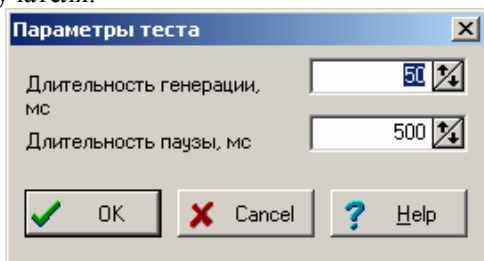 Параметры теста
Длительность генерации,
мс
50
Длительность паузы, мс
500
OK
Cancel
Help